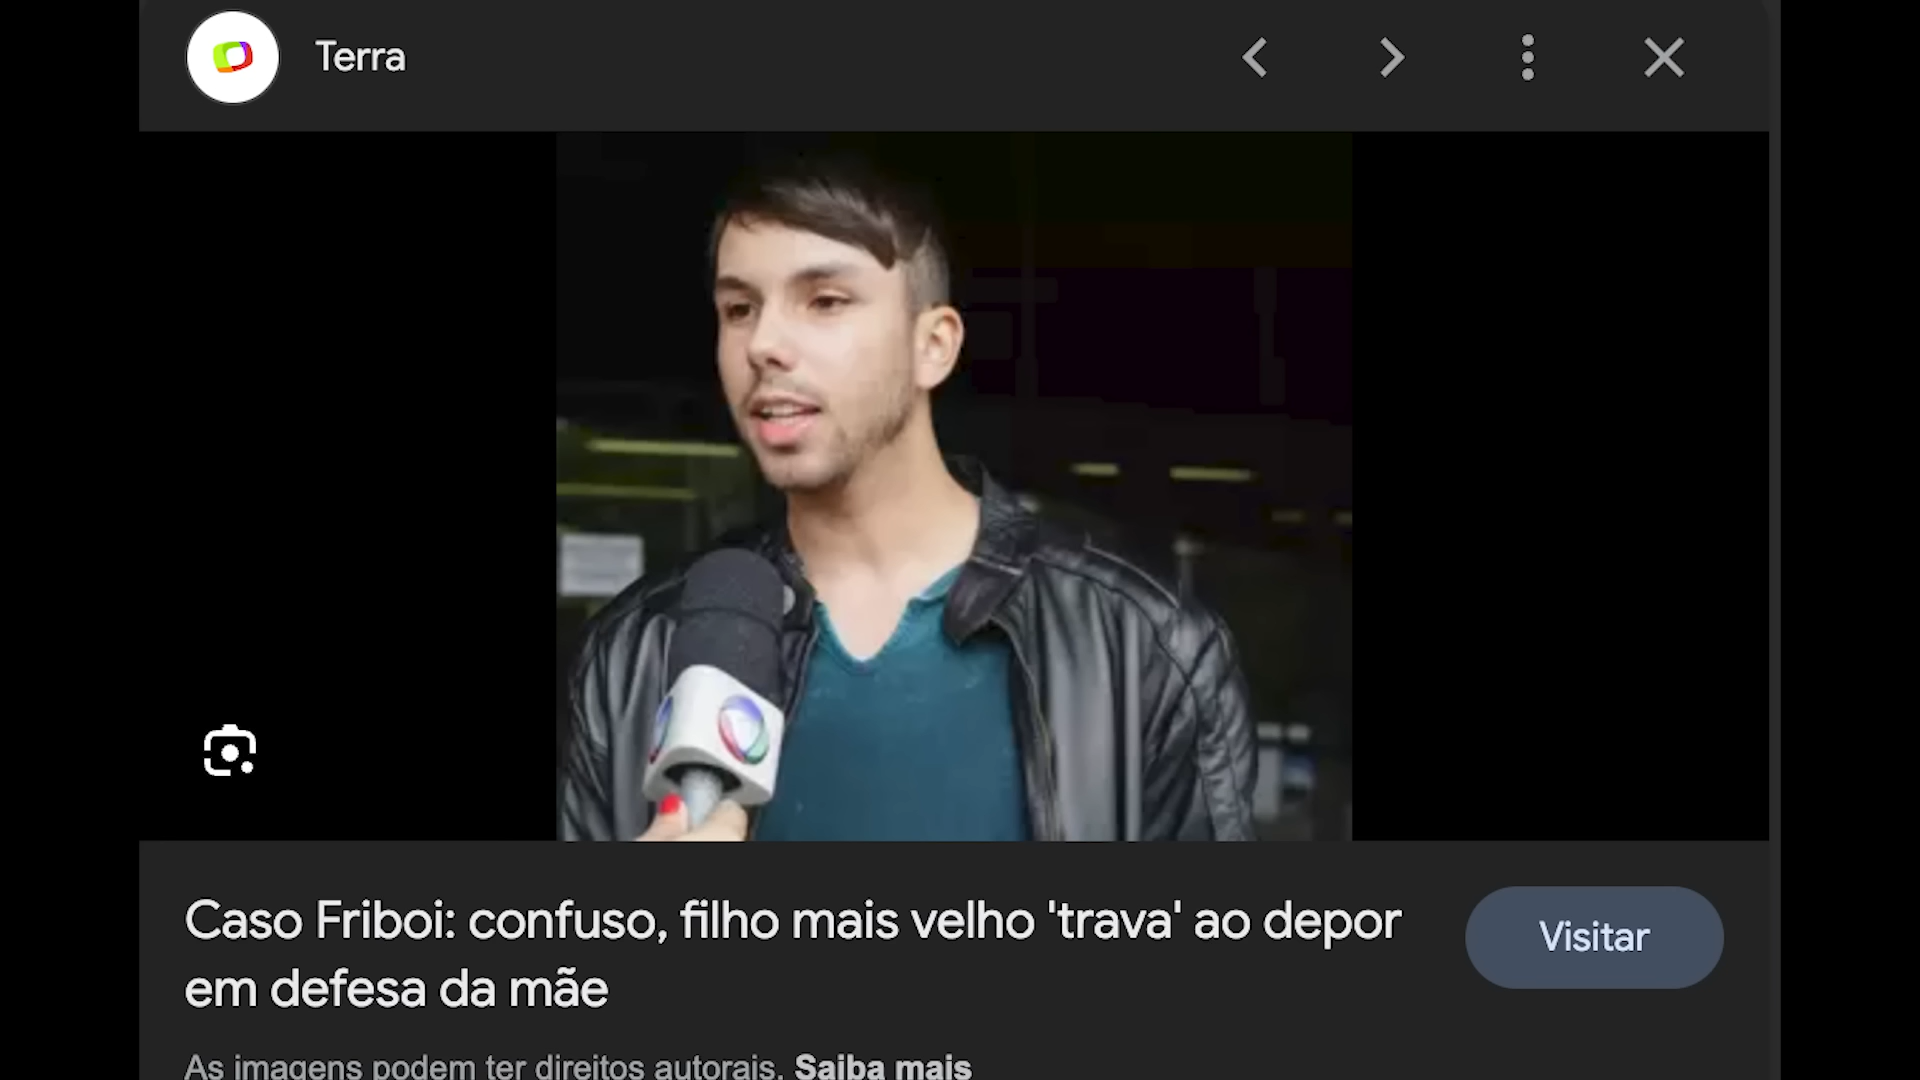 Terra
Caso Friboi: confuso, filho mais velho 'trava' ao depor
em defesa da mãe
Visitar
As imagens podem ter direitos autorais. Saiba mais